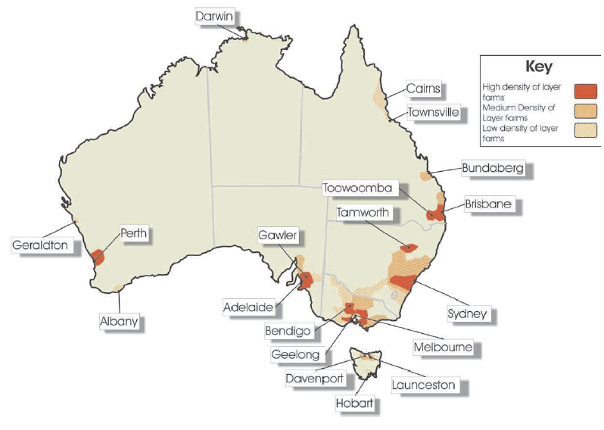 Darwin
Key
High density of layer
farms
Medium Density of
Layer farms
Low density of layer
farms
Cairns
Townsville
Bundaberg
Toowoomba
Brisbane
Tamworth
Gawler
Perth
Geraldton
Adelaide
Sydney
Albany
Bendigo
Melbourne
Geelong
Davenport
Launceston
Hobart